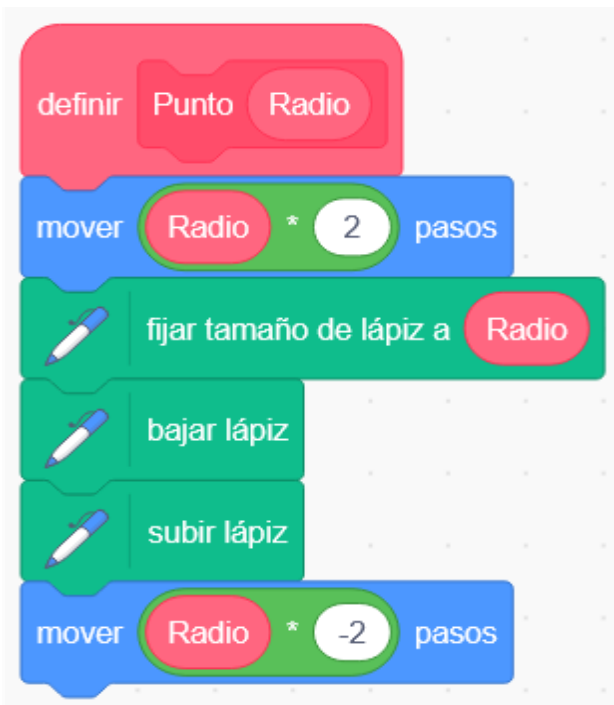 definir Punto Radio
mover Radio * 2 pasos
fijar tamaño de lápiz a Radio
bajar lápiz
subir lápiz
mover Radio * -2 pasos